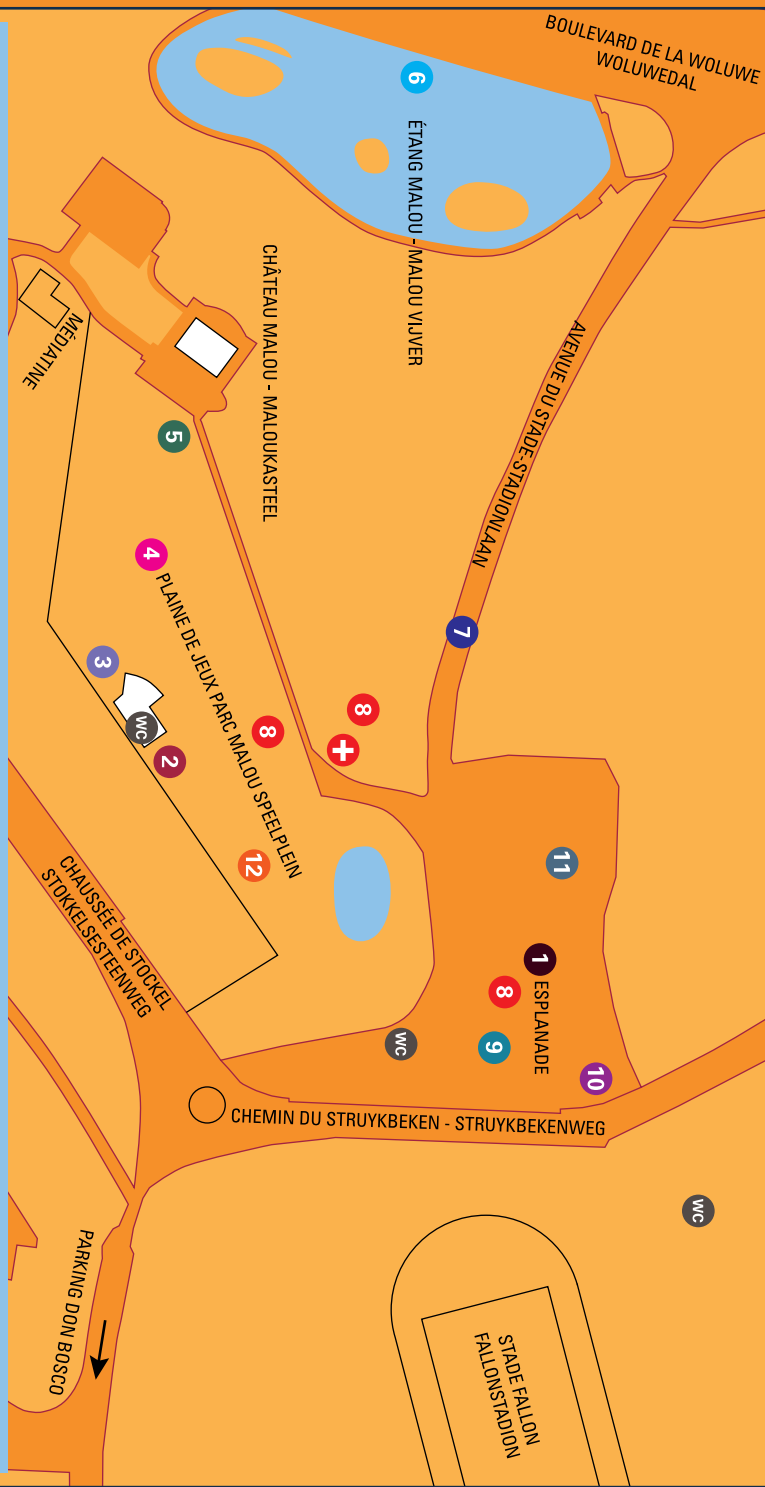 BOULEVARD DE LA WOLUWE
WOLUWEDAL
6
ÉTANG MALOU - MALOU VIJVER
CHÂTEAU MALOU - MALOUKASTEEL
MÉDIATINE
AVENUE DU STADE-STADIONLAAN
5
4
PLAINE DE JEUX PARC MALOU SPEELPLEIN
7
3
8
8
WC
2
12
11
1
ESPLANADE
8
9
WC
10
CHAUSSÉE DE STOCKEL
STOKKELSESTEENWEG
CHEMIN DU STRUYKBEKEN - STRUYKBEKENWEG
WC
PARKING DON BOSCO
STADE FALLON
FALLONSTADION